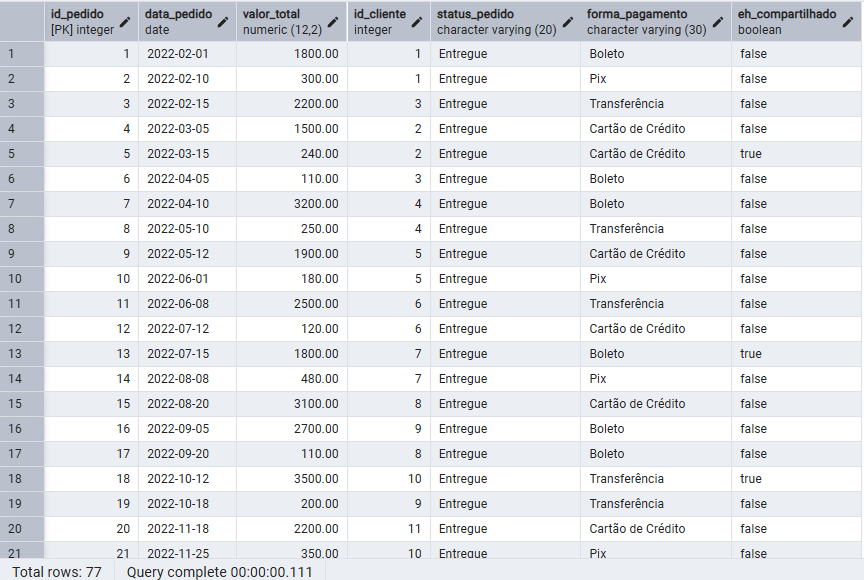 id_pedido data_pedido valor_total id_cliente status_pedido forma_pagamento eh_compartilhado
[PK] integer date numeric (12,2) integer character varying (20) character varying (30) boolean
1 1 2022-02-01 1800.00 1 Entregue Boleto false
2 2 2022-02-10 300.00 1 Entregue Pix false
3 3 2022-02-15 2200.00 3 Entregue Transferência false
4 4 2022-03-05 1500.00 2 Entregue Cartão de Crédito false
5 5 2022-03-15 240.00 2 Entregue Cartão de Crédito true
6 6 2022-04-05 110.00 3 Entregue Boleto false
7 7 2022-04-10 3200.00 4 Entregue Boleto false
8 8 2022-05-10 250.00 4 Entregue Transferência false
9 9 2022-05-12 1900.00 5 Entregue Cartão de Crédito false
10 10 2022-06-01 180.00 5 Entregue Pix false
11 11 2022-06-08 2500.00 6 Entregue Transferência false
12 12 2022-07-12 120.00 6 Entregue Cartão de Crédito false
13 13 2022-07-15 1800.00 7 Entregue Boleto true
14 14 2022-08-08 480.00 7 Entregue Pix false
15 15 2022-08-20 3100.00 8 Entregue Cartão de Crédito false
16 16 2022-09-05 2700.00 9 Entregue Boleto false
17 17 2022-09-20 110.00 8 Entregue Boleto false
18 18 2022-10-12 3500.00 10 Entregue Transferência true
19 19 2022-10-18 200.00 9 Entregue Transferência false
20 20 2022-11-18 2200.00 11 Entregue Cartão de Crédito false
21 21 2022-11-25 350.00 10 Entregue Pix false
Total rows: 77 Query complete 00:00:00.111